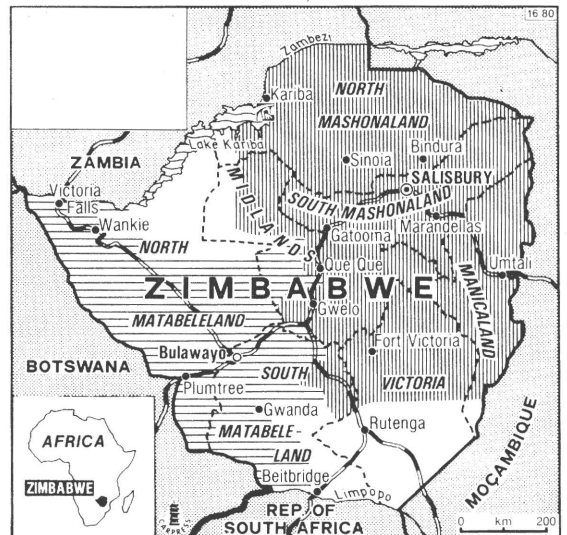 16 80
Zambezi
Kariba
NORTH
MASHONALAND
Lake Kariba
Bindura
Sinoia
ZAMBIA
SALISBURY
Victoria
Falls
MIDLANDS
SOUTH MASHONALAND
Wankie
Gatooma
Marandellas
NORTH
Que Que
Umtali
ZIMBABWE
MANICALAND
Gwelo
MATABELELAND
Fort Victoria
Bulawayo
BOTSWANA
SOUTH
VICTORIA
Plumtree
Gwanda
Rutenga
AFRICA
MATABELE-
LAND
MOÇAMBIQUE
ZIMBABWE
Beitbridge
Limpopo
CARPRESS
REP. OF
SOUTH AFRICA
0 km 200